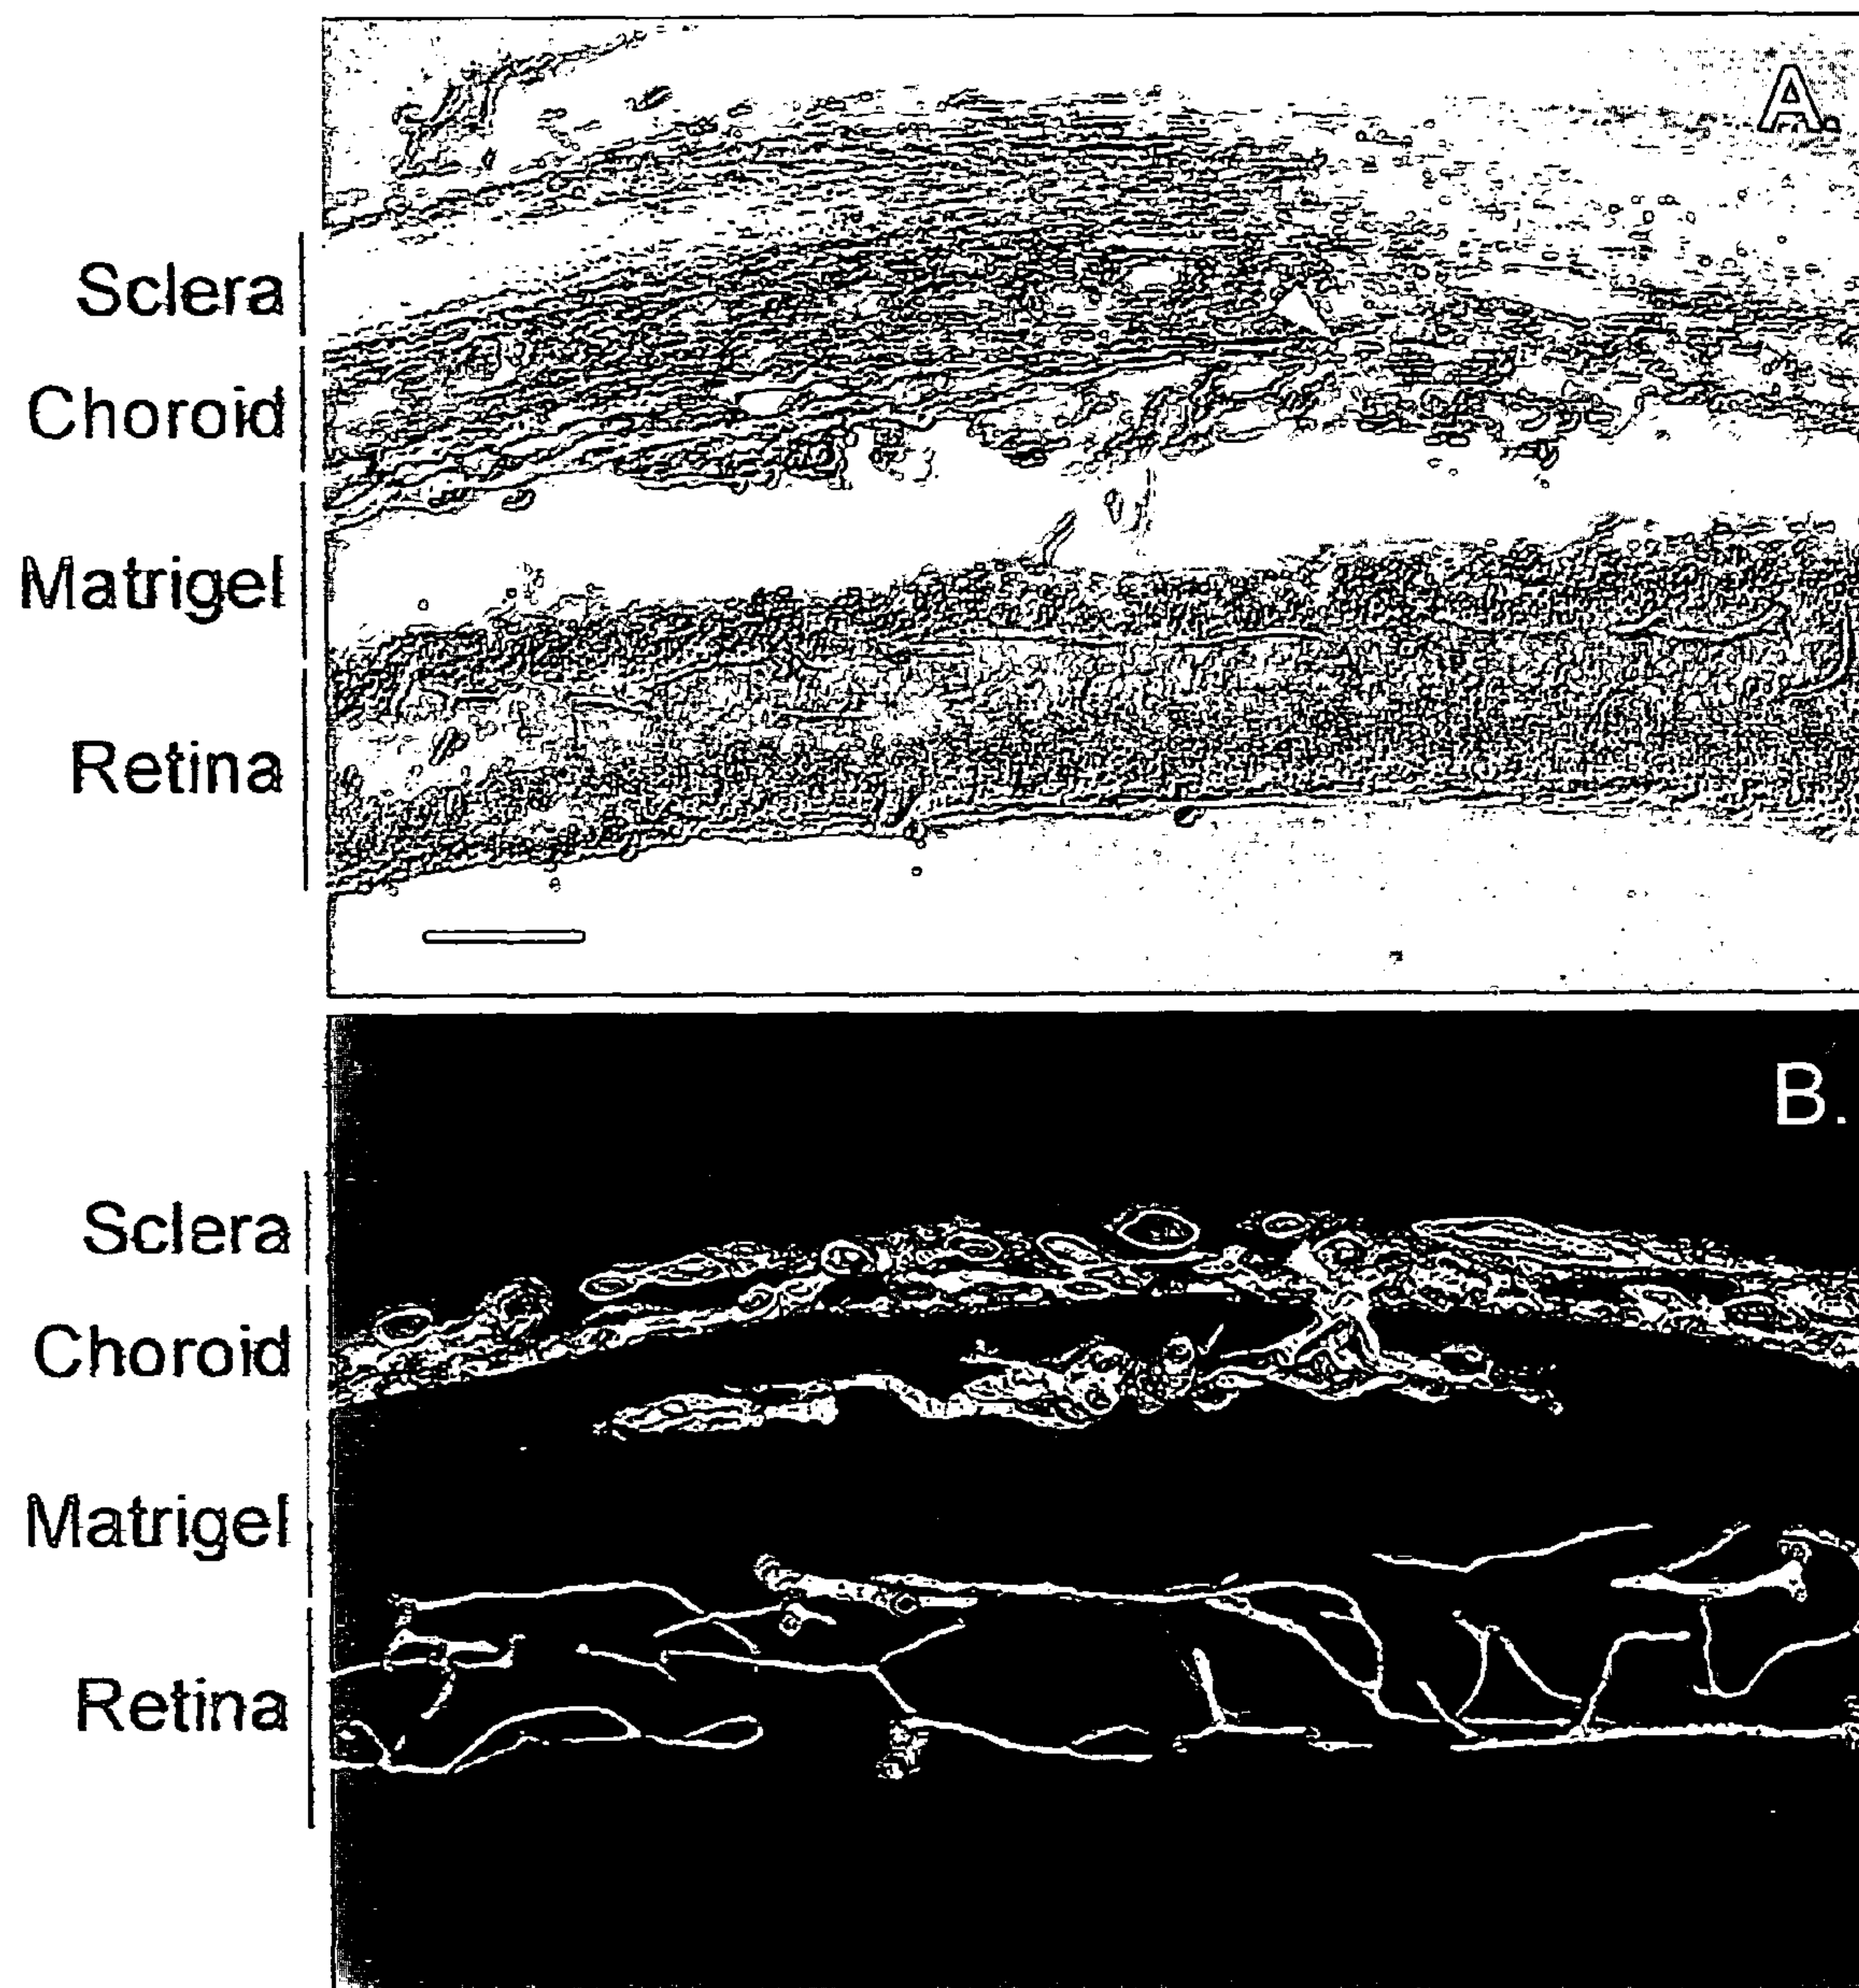 A.
Sclera
Choroid
Matrigel
Retina
B.
Sclera
Choroid
Matrigel
Retina